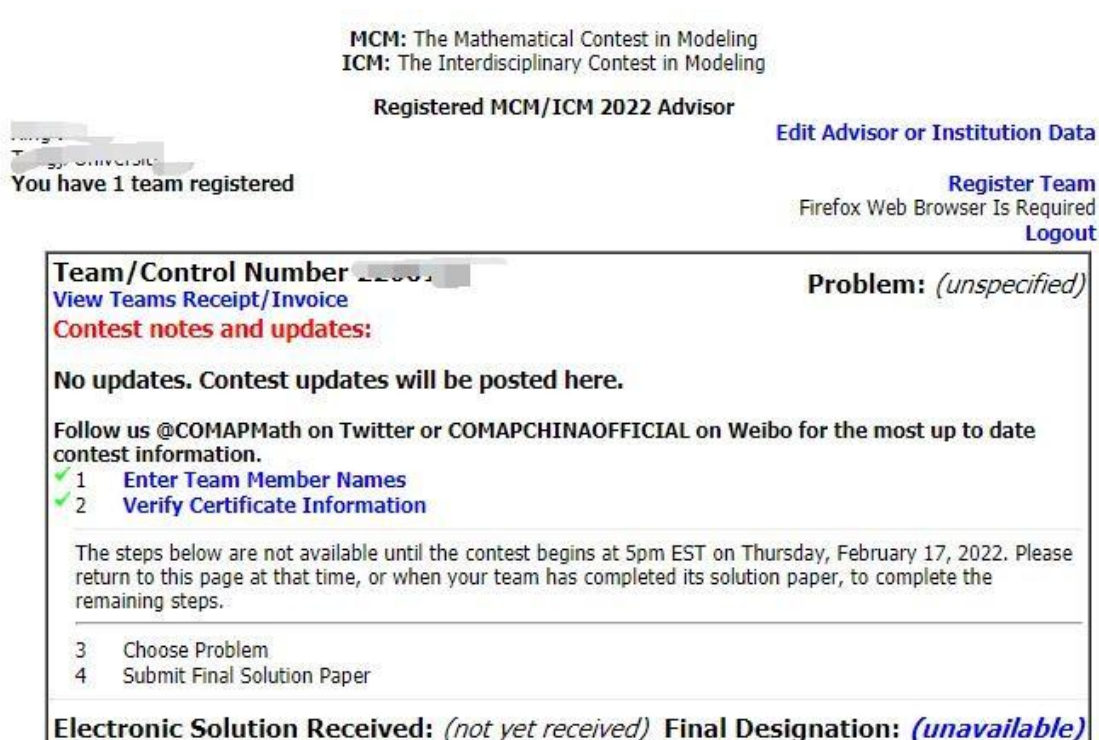 MCM: The Mathematical Contest in Modeling
ICM: The Interdisciplinary Contest in Modeling
Registered MCM/ICM 2022 Advisor
Edit Advisor or Institution Data
You have 1 team registered
Register Team
Firefox Web Browser Is Required
Logout
Team/Control Number
Problem: (unspecified)
View Teams Receipt/Invoice
Contest notes and updates:
No updates. Contest updates will be posted here.
Follow us @COMAPMath on Twitter or COMAPCHINAOFFICIAL on Weibo for the most up to date
contest information.
1 Enter Team Member Names
2 Verify Certificate Information
The steps below are not available until the contest begins at 5pm EST on Thursday, February 17, 2022. Please
return to this page at that time, or when your team has completed its solution paper, to complete the
remaining steps.
3 Choose Problem
4 Submit Final Solution Paper
Electronic Solution Received: (not yet received) Final Designation: (unavailable)